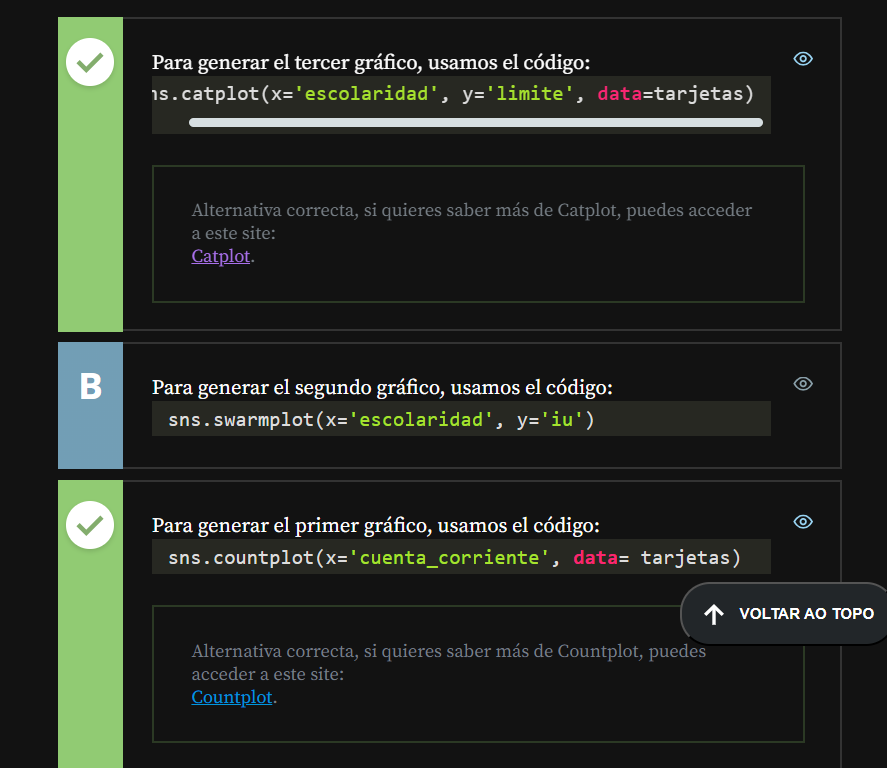 Para generar el tercer gráfico, usamos el código:
ns.catplot(x='escolaridad', y='limite', data=tarjetas)
Alternativa correcta, si quieres saber más de Catplot, puedes acceder
a este site:
Catplot.
B
Para generar el segundo gráfico, usamos el código:
sns.swarmplot(x='escolaridad', y='iu')
Para generar el primer gráfico, usamos el código:
sns.countplot(x='cuenta_corriente', data= tarjetas)
VOLTAR AO TOPO
Alternativa correcta, si quieres saber más de Countplot, puedes
acceder a este site:
Countplot.